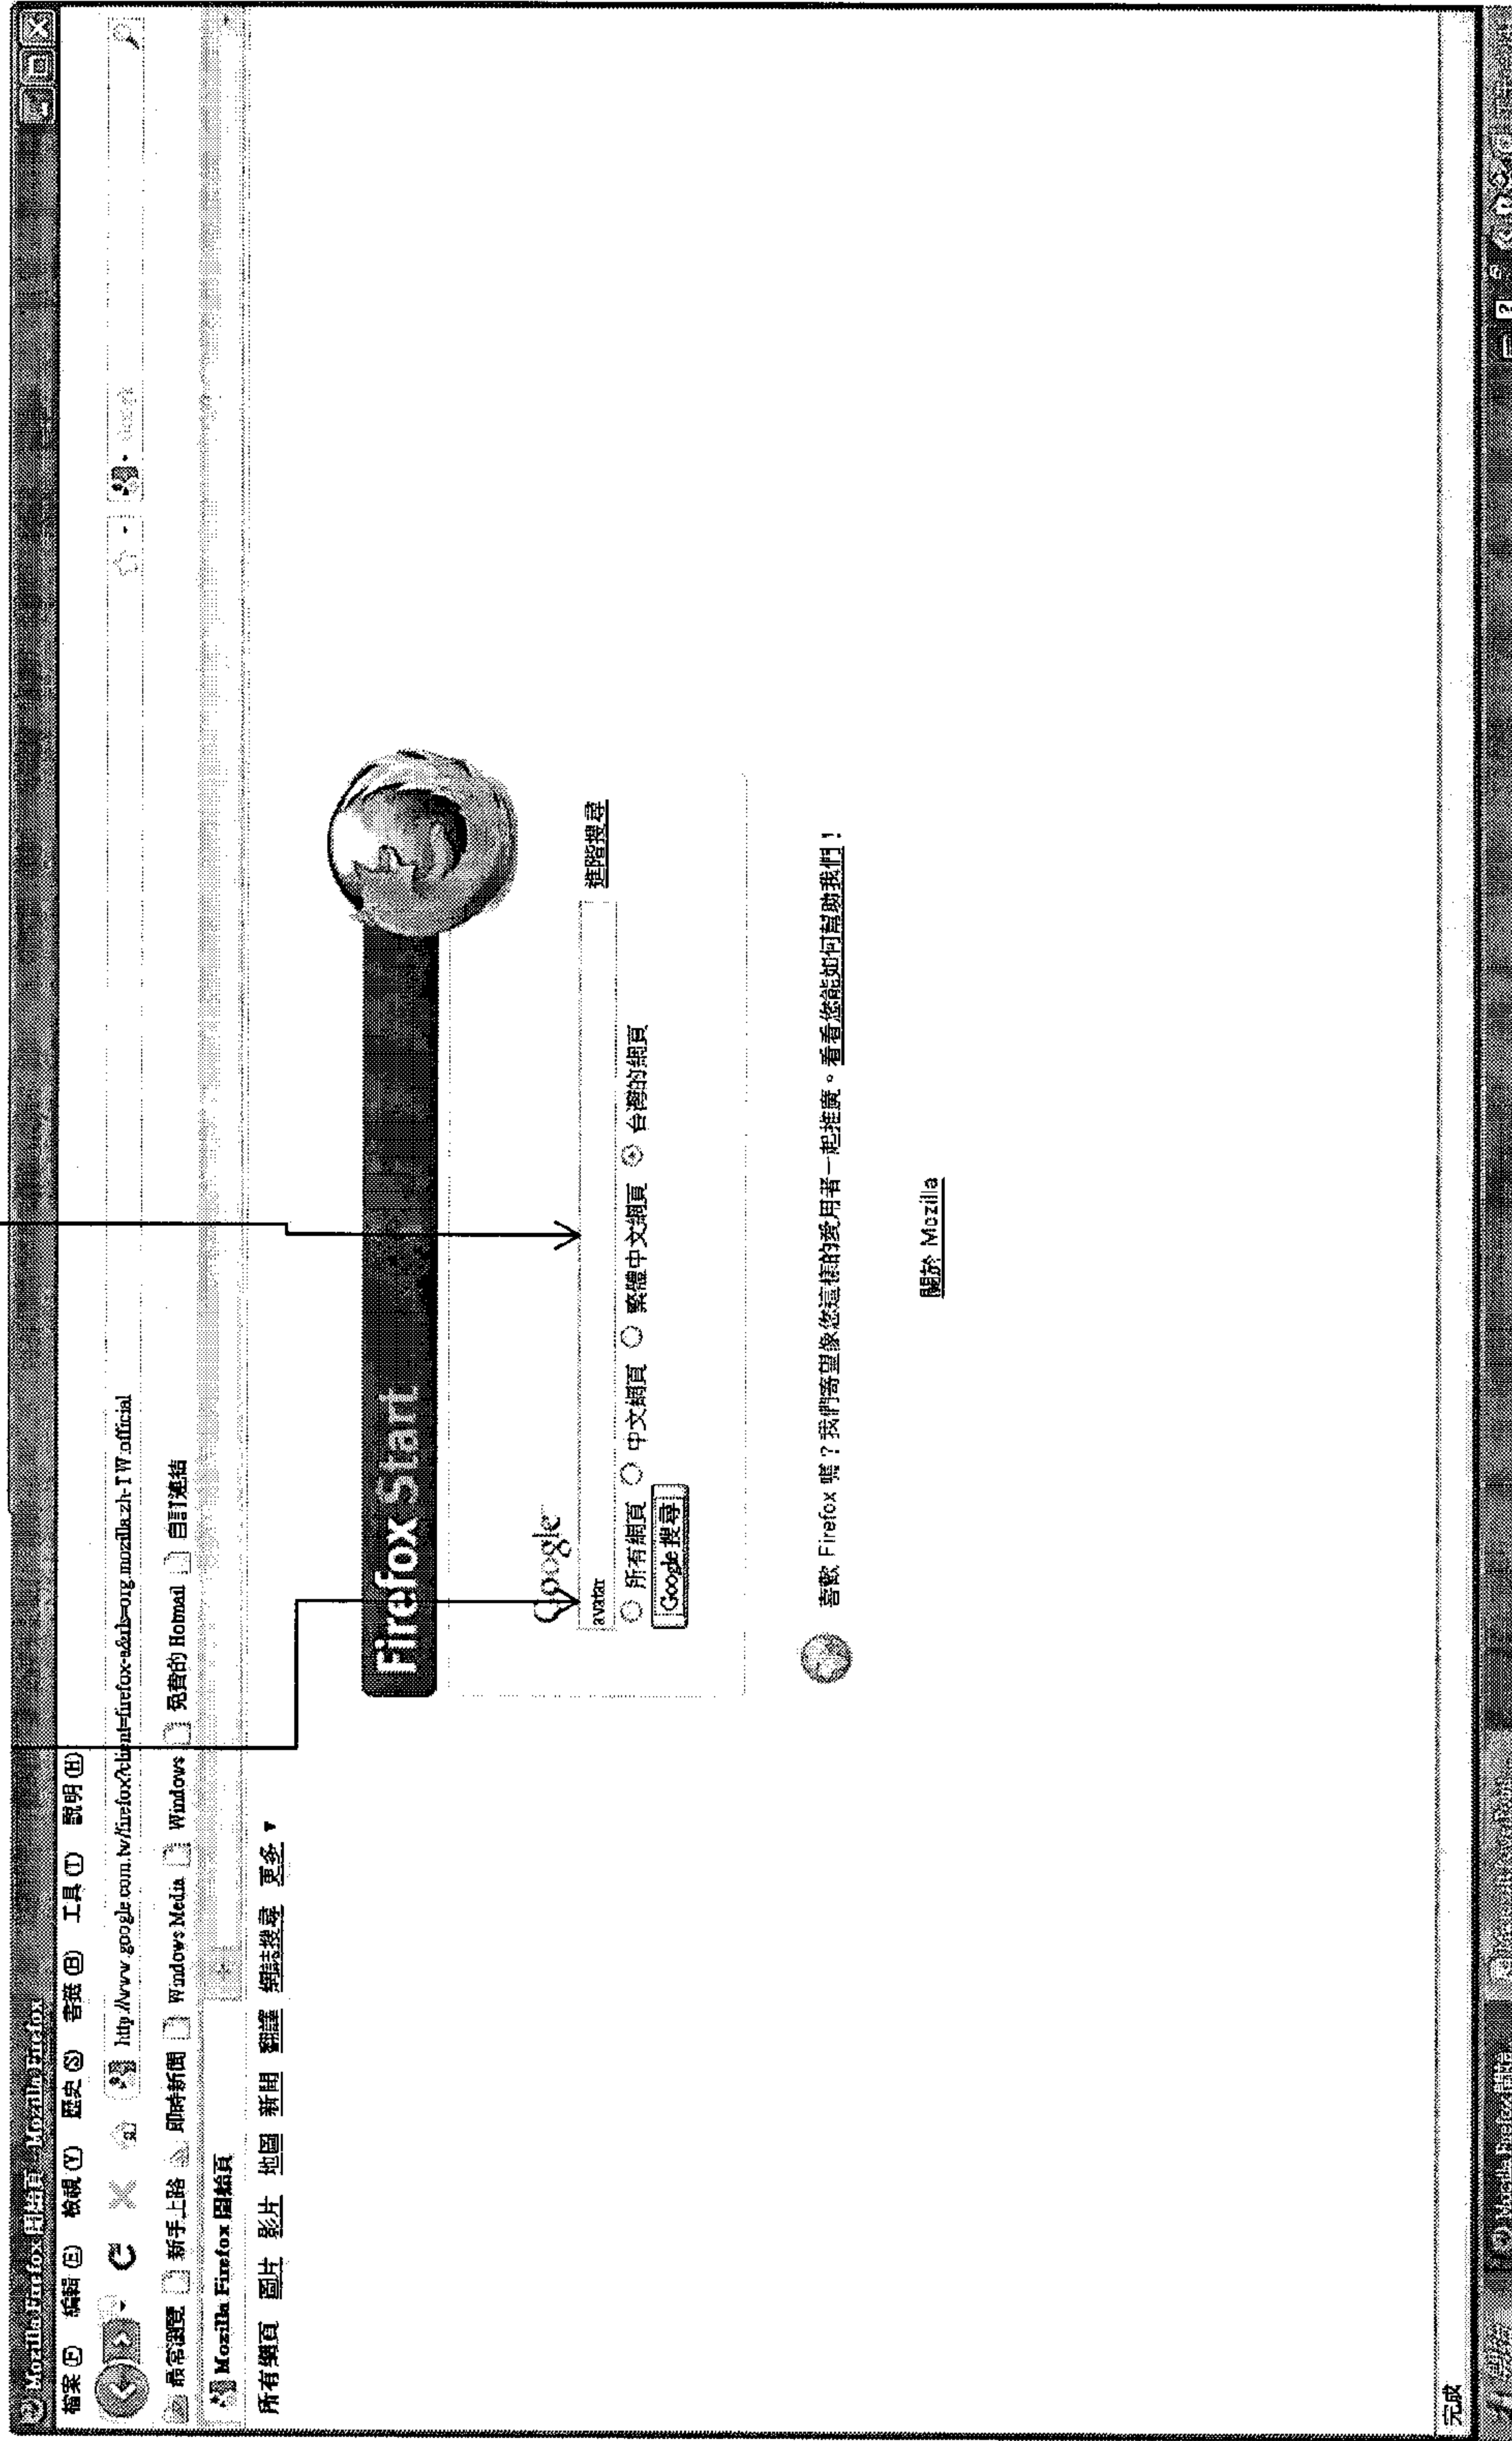 Mozilla Firefox 開始頁 - Mozilla Firefox
檔案(F) 編輯(E) 檢視(V) 歷史(S) 書籤(B) 工具(T) 說明(H)
http://www.google.com.tw/firefox?client=firefox-a&rls=org.mozilla:zh-TW:official
最常瀏覽 新手上路 即時新聞 Windows Media Windows 免費的 Hotmail 自訂連結
Mozilla Firefox 開始頁
所有網頁 圖片 影片 地圖 新聞 翻譯 網誌搜尋 更多 ▼
Firefox Start
Google
avatar 進階搜尋
所有網頁 中文網頁 繁體中文網頁 台灣的網頁
Google 搜尋
喜歡 Firefox 嗎？我們寄望像您這樣的愛用者一起推廣。看看您能如何幫助我們！
關於 Mozilla
完成
開始 Mozilla Firefox 開始...